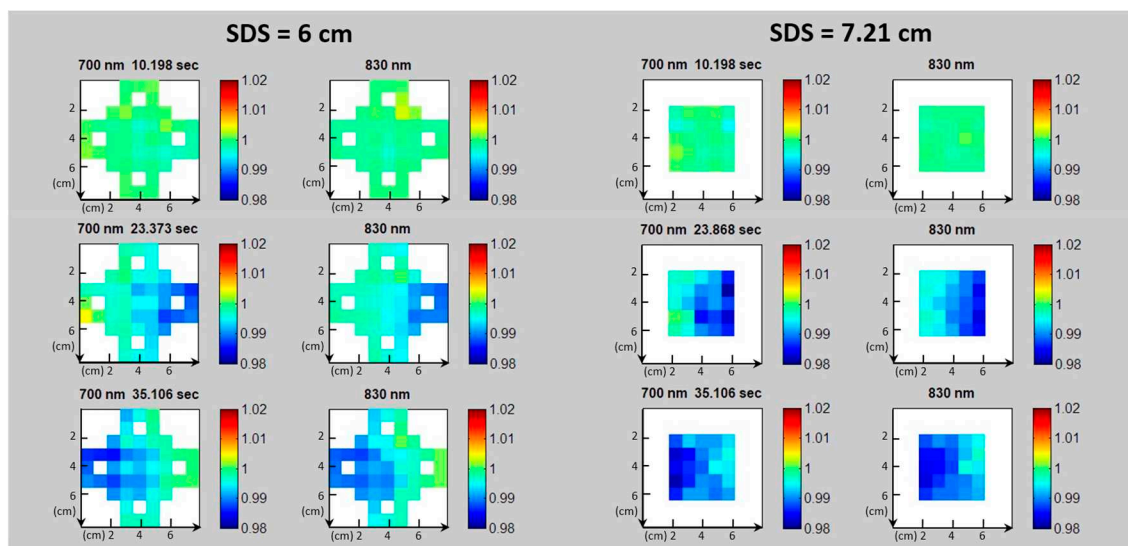 SDS = 6 cm
SDS = 7.21 cm
700 nm 10.198 sec
830 nm
700 nm 10.198 sec
830 nm
1.02
1.01
1
0.99
0.98
1.02
1.01
1
0.99
0.98
1.02
1.01
1
0.99
0.98
1.02
1.01
1
0.99
0.98
2
4
6
(cm)
2
4
6
(cm)
2
4
6
(cm)
2
4
6
(cm)
(cm) 2 4 6
(cm) 2 4 6
(cm) 2 4 6
(cm) 2 4 6
700 nm 23.373 sec
830 nm
700 nm 23.868 sec
830 nm
1.02
1.01
1
0.99
0.98
1.02
1.01
1
0.99
0.98
1.02
1.01
1
0.99
0.98
1.02
1.01
1
0.99
0.98
2
4
6
(cm)
2
4
6
(cm)
2
4
6
(cm)
2
4
6
(cm)
(cm) 2 4 6
(cm) 2 4 6
(cm) 2 4 6
(cm) 2 4 6
700 nm 35.106 sec
830 nm
700 nm 35.106 sec
830 nm
1.02
1.01
1
0.99
0.98
1.02
1.01
1
0.99
0.98
1.02
1.01
1
0.99
0.98
1.02
1.01
1
0.99
0.98
2
4
6
(cm)
2
4
6
(cm)
2
4
6
(cm)
2
4
6
(cm)
(cm) 2 4 6
(cm) 2 4 6
(cm) 2 4 6
(cm) 2 4 6